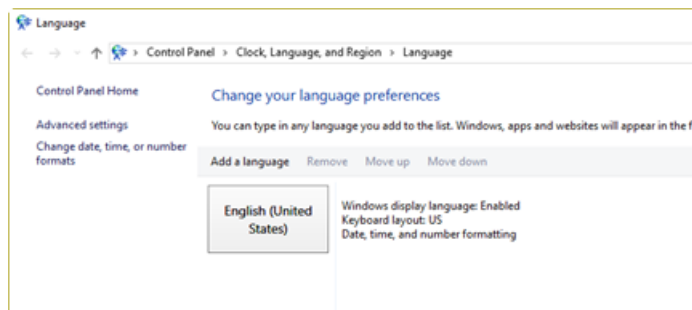 Language
Control Panel › Clock, Language, and Region › Language
Control Panel Home
Advanced settings
Change date, time, or number
formats
Change your language preferences
You can type in any language you add to the list. Windows, apps and websites will appear in the
Add a language Remove Move up Move down
English (United
States)
Windows display language: Enabled
Keyboard layout: US
Date, time, and number formatting